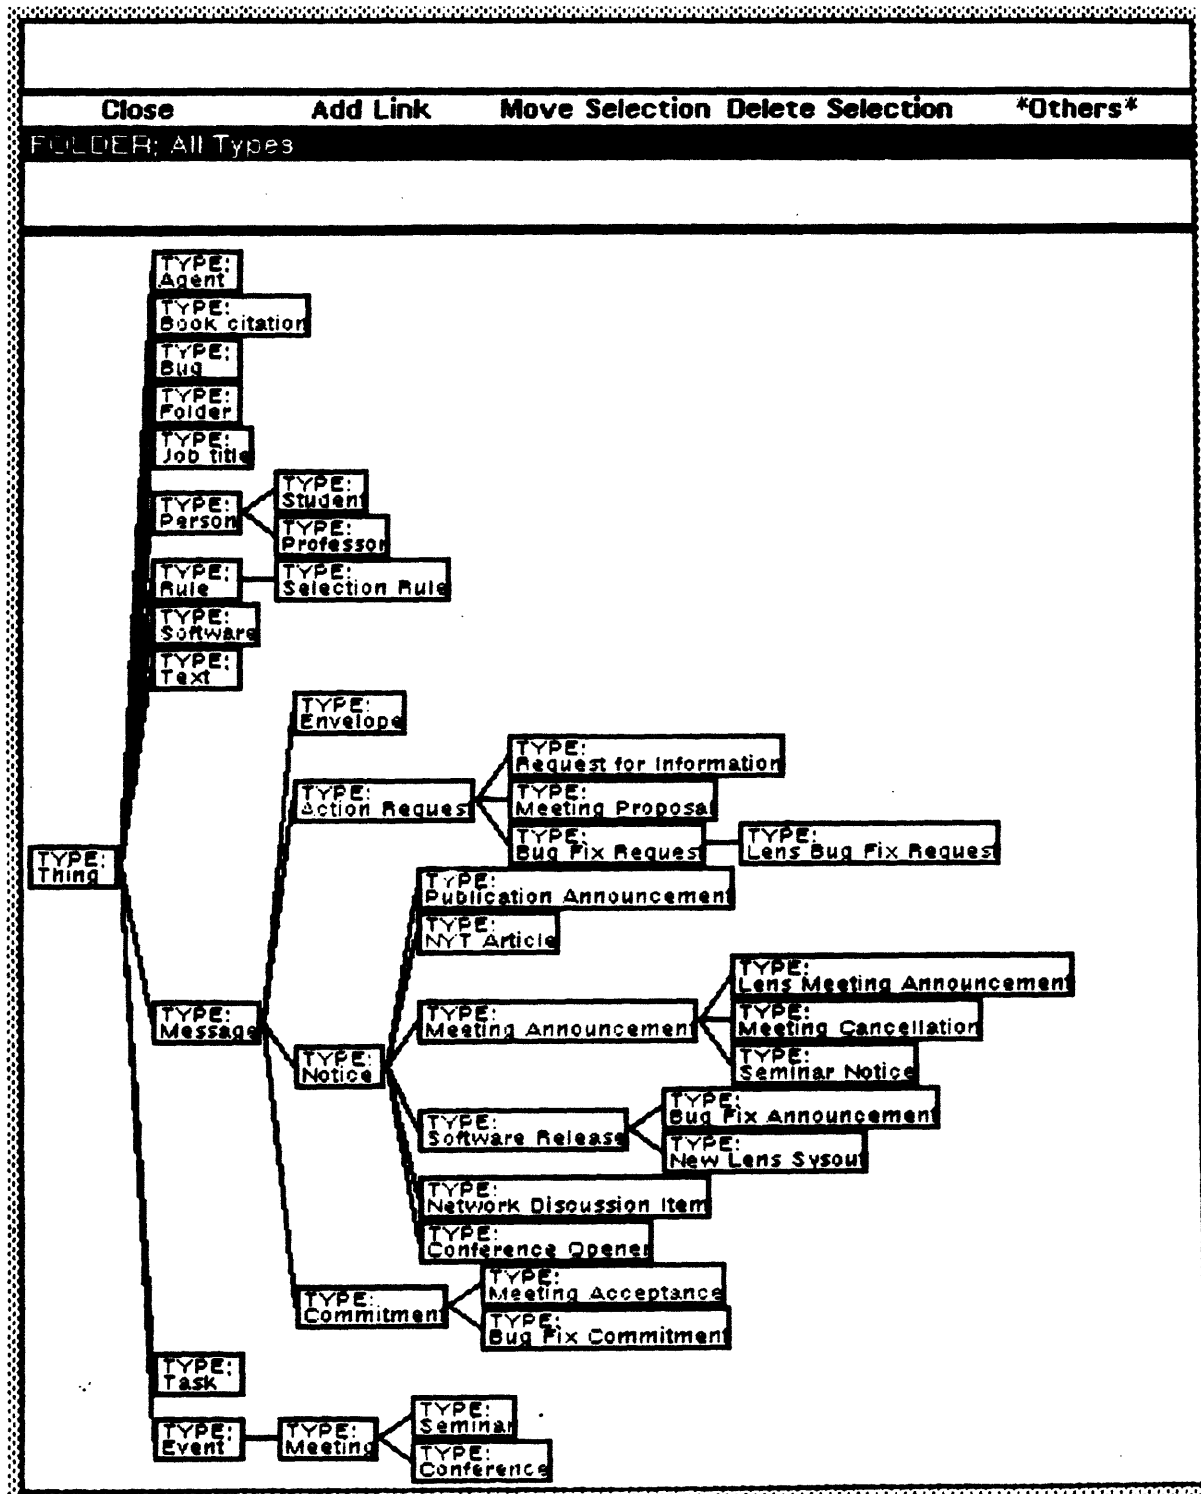 Close Add Link Move Selection Delete Selection *Others*
FOLDER: All Types
TYPE:
Agent
TYPE:
Book citation
TYPE:
Bug
TYPE:
Folder
TYPE:
Job title
TYPE:
Person
TYPE:
Student
TYPE:
Professor
TYPE:
Rule
TYPE:
Selection Rule
TYPE:
Software
TYPE:
Text
TYPE:
Envelope
TYPE:
Action Request
TYPE:
Request for Information
TYPE:
Meeting Proposal
TYPE:
Bug Fix Request
TYPE:
Lens Bug Fix Request
TYPE:
Thing
TYPE:
Publication Announcement
TYPE:
NYT Article
TYPE:
Message
TYPE:
Notice
TYPE:
Meeting Announcement
TYPE:
Lens Meeting Announcement
TYPE:
Meeting Cancellation
TYPE:
Seminar Notice
TYPE:
Software Release
TYPE:
Bug Fix Announcement
TYPE:
New Lens Sysout
TYPE:
Network Discussion Item
TYPE:
Conference Opener
TYPE:
Commitment
TYPE:
Meeting Acceptance
TYPE:
Bug Fix Commitment
TYPE:
Task
TYPE:
Event
TYPE:
Meeting
TYPE:
Seminar
TYPE:
Conference